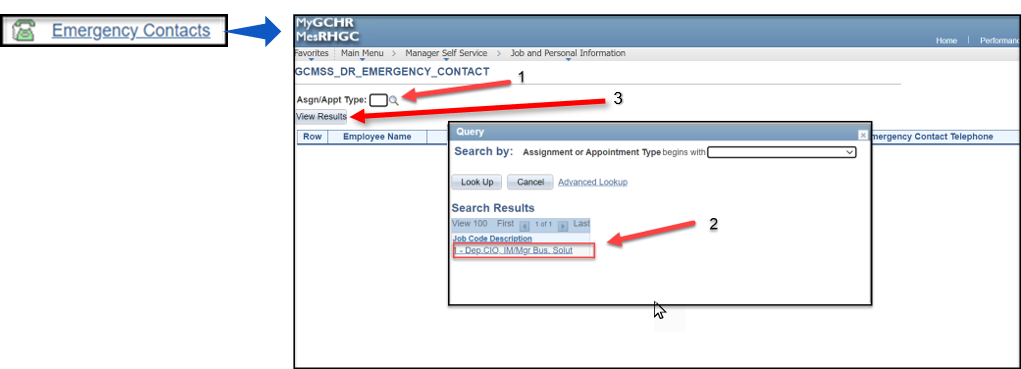 Emergency Contacts
MyGCHR
MesRHGC
Home | Performanc
Favorites | Main Menu > Manager Self Service > Job and Personal Information
GCMSS_DR_EMERGENCY_CONTACT
1
Asgn/Appt Type:
3
View Results
Row Employee Name mergency Contact Telephone
Query
Search by: Assignment or Appointment Type begins with
Look Up Cancel Advanced Lookup
Search Results
View 100 First 1 of 1 Last
2
Job Code Description
1 - Dep.CIO, IM/Mgr Bus. Solut